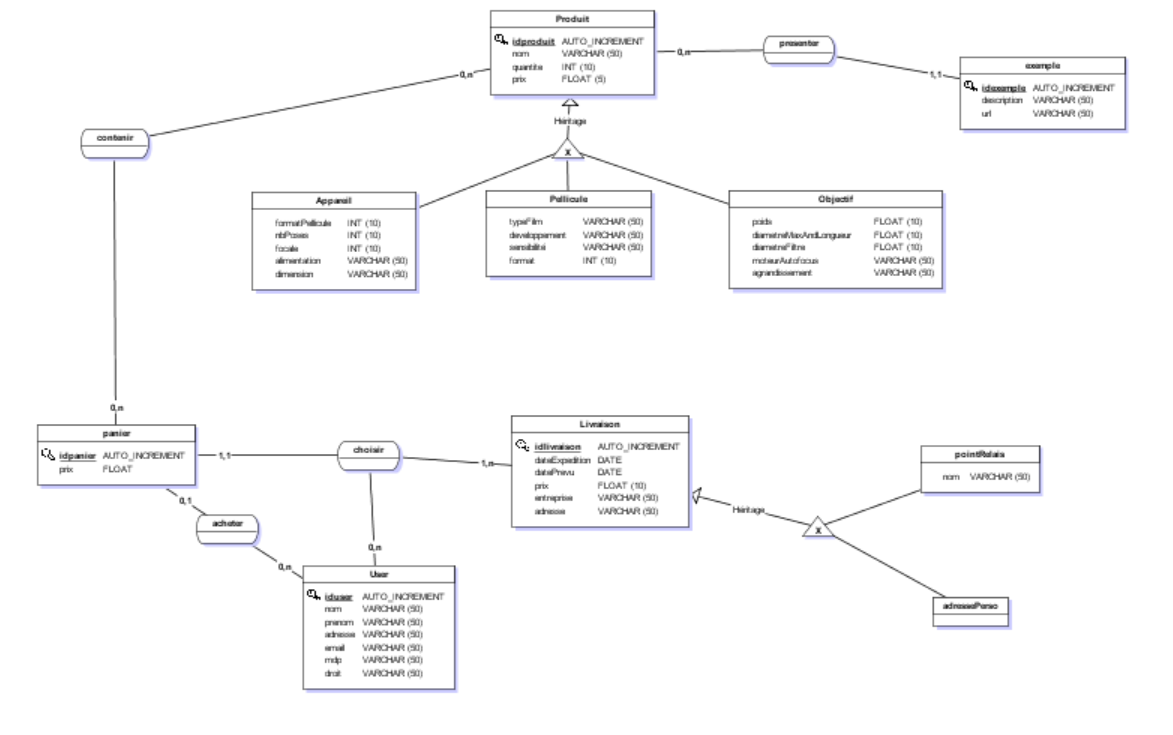 Produit
idproduit AUTO_INCREMENT
nom VARCHAR (50)
quantite INT (10)
prix FLOAT (5)
0,n
presenter
1,1
exemple
idexemple AUTO_INCREMENT
description VARCHAR (50)
url VARCHAR (50)
0,n
contenir
Héritage
X
Appareil
formatPellicule INT (10)
nbPoses INT (10)
focale INT (10)
alimentation VARCHAR (50)
dimension VARCHAR (50)
Pellicule
typeFilm VARCHAR (50)
developpement VARCHAR (50)
sensibilité VARCHAR (50)
format INT (10)
Objectif
poids FLOAT (10)
diametreMaxAndLongueur FLOAT (10)
diametreFiltre FLOAT (10)
moteurAutofocus VARCHAR (50)
agrandissement VARCHAR (50)
0,n
panier
idpanier AUTO_INCREMENT
prix FLOAT
1,1
choisir
1,n
Livraison
idlivraison AUTO_INCREMENT
dateExpedition DATE
datePrevu DATE
prix FLOAT (10)
entreprise VARCHAR (50)
adresse VARCHAR (50)
pointRelais
nom VARCHAR (50)
Héritage
X
adressePerso
0,1
acheter
0,n
0,n
User
iduser AUTO_INCREMENT
nom VARCHAR (50)
prenom VARCHAR (50)
adresse VARCHAR (50)
email VARCHAR (50)
mdp VARCHAR (50)
droit VARCHAR (50)